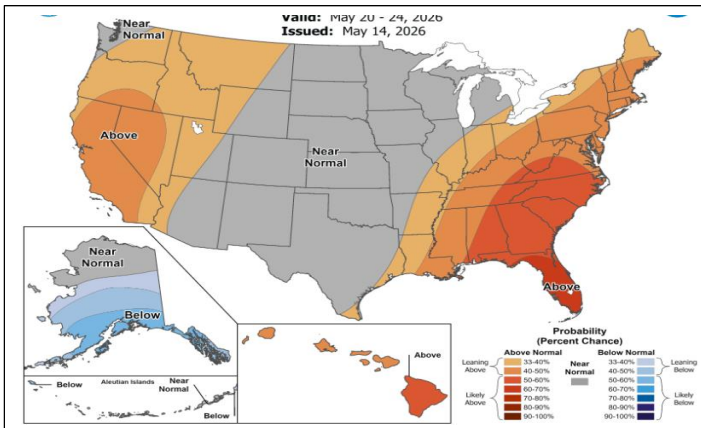 Valid: May 20 - 24, 2026
Issued: May 14, 2026
Near
Normal
Above
Near
Normal
Above
Near
Normal
Below
Below
Aleutian Islands
Near
Normal
Below
Above
Probability
(Percent Chance)
Above Normal
Below Normal
Leaning
Above
33-40%
40-50%
Near
Normal
33-40%
40-50%
Leaning
Below
Likely
Above
50-60%
60-70%
70-80%
80-90%
90-100%
50-60%
60-70%
70-80%
80-90%
90-100%
Likely
Below